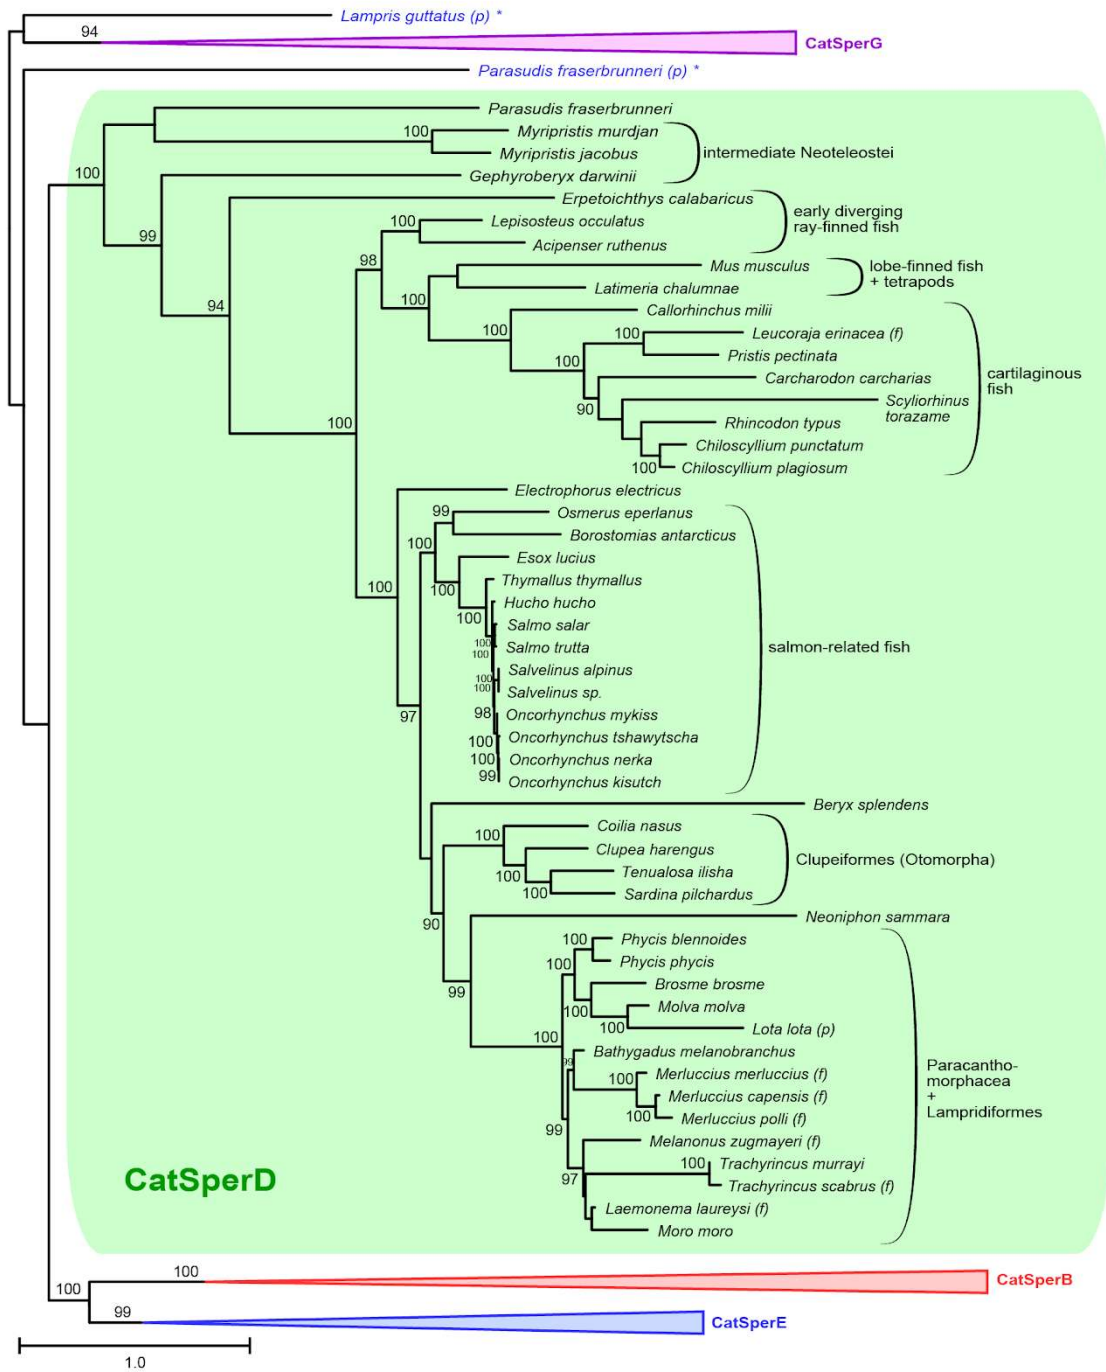 Lampris guttatus (p) *
94
CatSperG
Parasudis fraserbrunneri (p) *
Parasudis fraserbrunneri
100
Myripristis murdjan
Myripristis jacobus
intermediate Neoteleostei
100
Gephyroberyx darwinii
99
Erpetoichthys calabaricus
100
Lepisosteus occulatus
Acipenser ruthenus
early diverging
ray-finned fish
98
Mus musculus
Latimeria chalumnae
lobe-finned fish
+ tetrapods
94
100
Callorhinchus milii
100
100
Leucoraja erinacea (f)
100
Pristis pectinata
Carcharodon carcharias
cartilaginous
fish
90
Scyliorhinus
torazame
100
Rhincodon typus
Chiloscyllium punctatum
100
Chiloscyllium plagiosum
Electrophorus electricus
99
Osmerus eperlanus
Borostomias antarcticus
100
Esox lucius
100
100
Thymallus thymallus
Hucho hucho
100
Salmo salar
100
Salmo trutta
100
salmon-related fish
Salvelinus alpinus
100
Salvelinus sp.
100
97
98
Oncorhynchus mykiss
Oncorhynchus tshawytscha
100
Oncorhynchus nerka
100
Oncorhynchus kisutch
99
Beryx splendens
Coilia nasus
100
Clupea harengus
Clupeiformes (Otomorpha)
100
Tenualosa ilisha
100
Sardina pilchardus
90
Neoniphon sammara
100
Phycis blennoides
100
Phycis phycis
99
Brosme brosme
100
Molva molva
100
Lota lota (p)
100
Bathygadus melanobranchus
99
100
Merluccius merluccius (f)
Merluccius capensis (f)
100
Merluccius polli (f)
Paracantho-
morphacea
+
Lampridiformes
99
Melanonus zugmayeri (f)
97
100
Trachyrincus murrayi
Trachyrincus scabrus (f)
Laemonema laureysi (f)
Moro moro
CatSperD
100
100
CatSperB
99
CatSperE
1.0